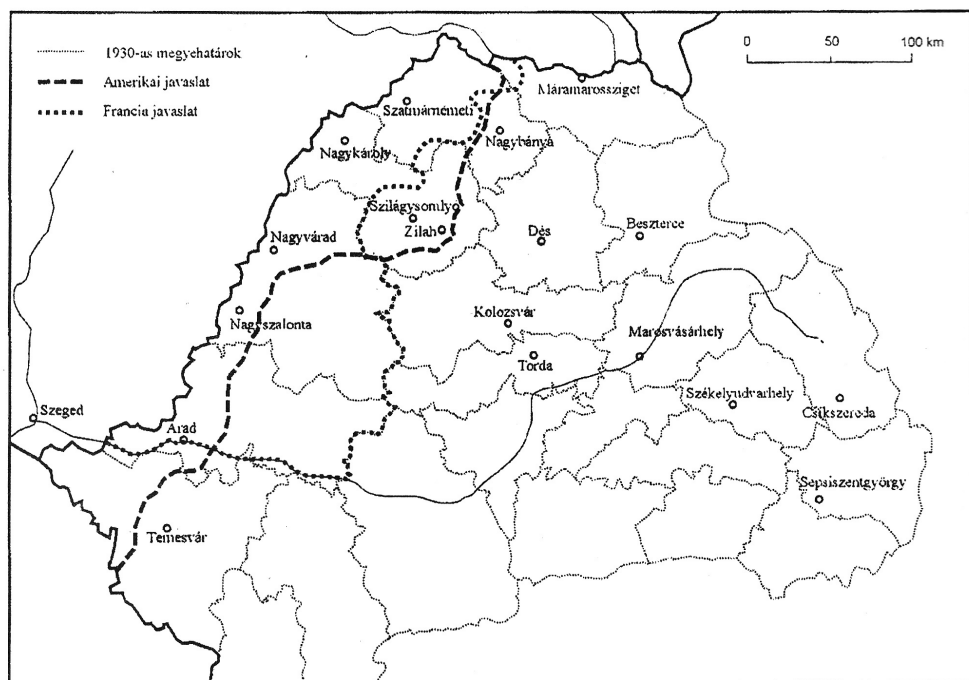 1930-as megyehatárok
Amerikai javaslat
Francia javaslat
0 50 100 km
Máramarossziget
Szatmárnémeti
Nagybánya
Nagykároly
Szilágysomlyó
Zilah
Dés
Beszterce
Nagyvárad
Kolozsvár
Nagyszalonta
Marosvásárhely
Torda
Székelyudvarhely
Csíkszereda
Szeged
Arad
Sepsiszentgyörgy
Temesvár